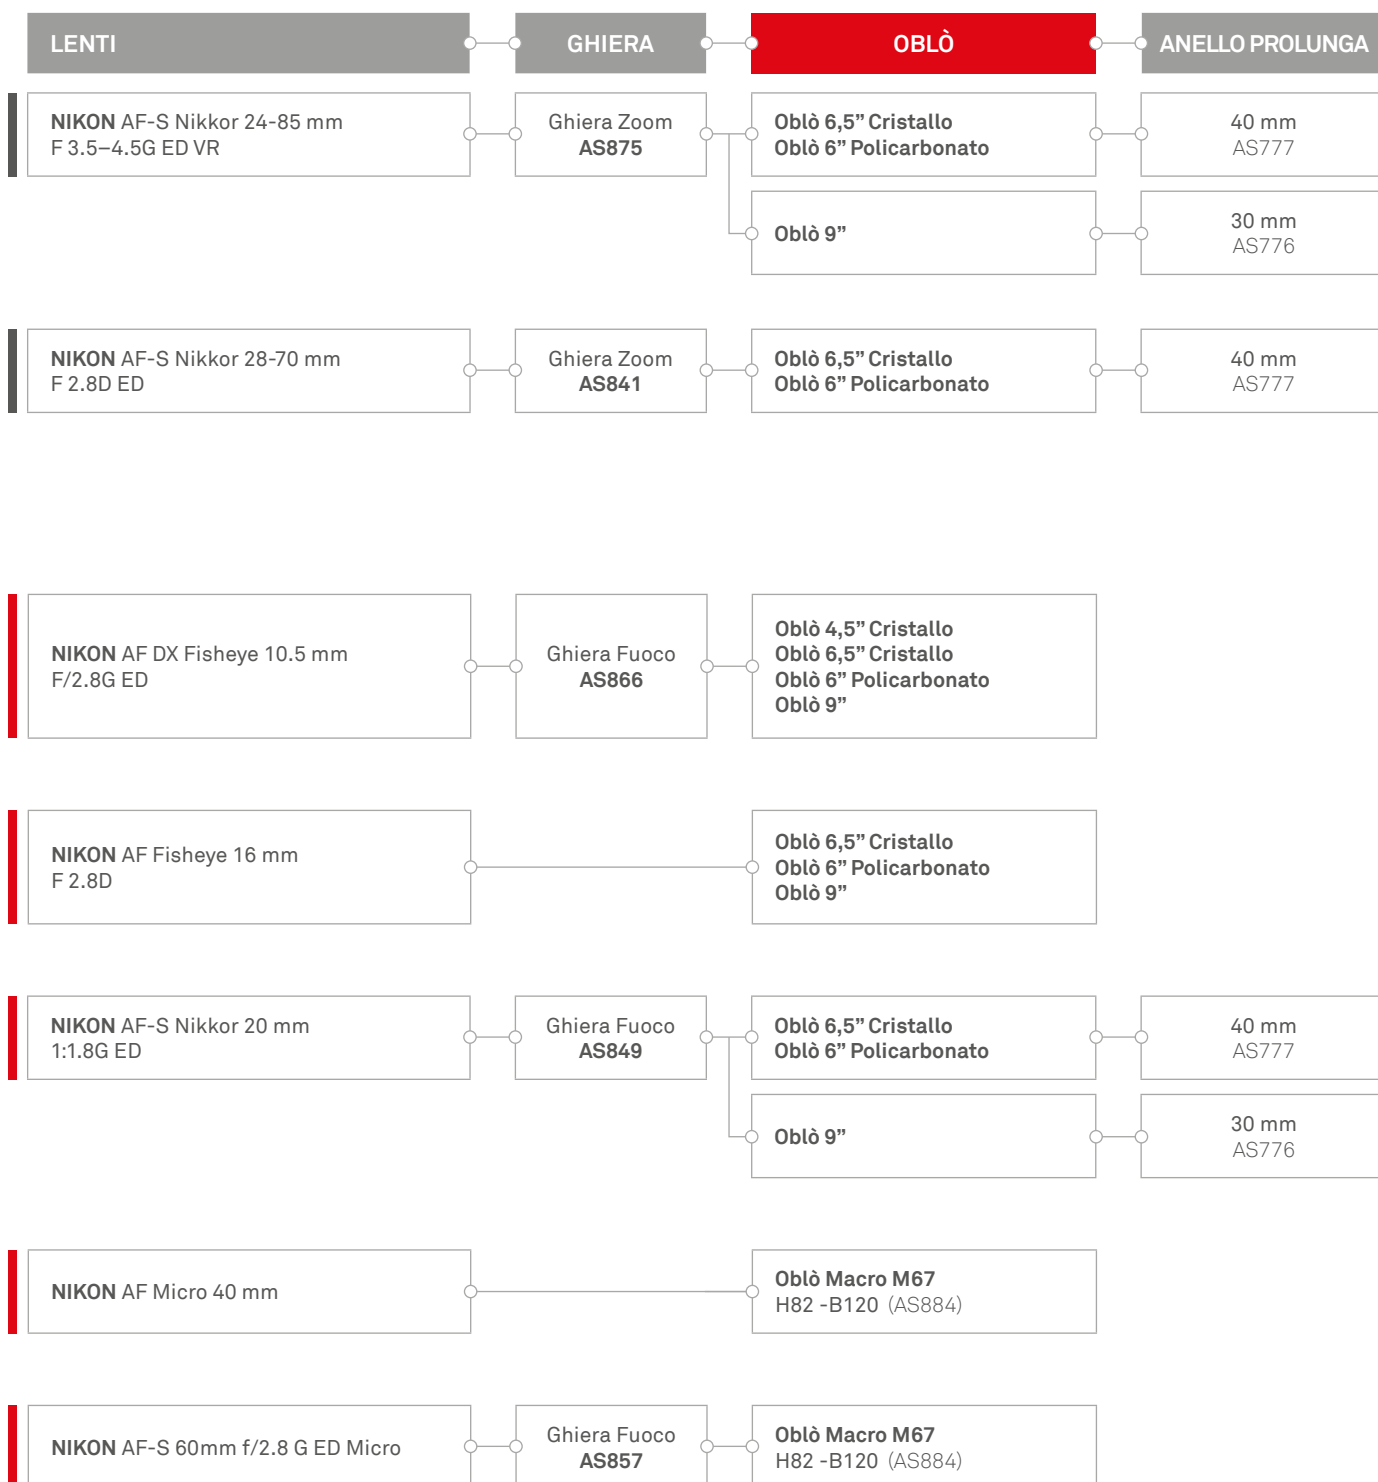 LENTI GHIERA OBLÒ ANELLO PROLUNGA
NIKON AF-S Nikkor 24-85 mm
F 3.5–4.5G ED VR
Ghiera Zoom
AS875
Oblò 6,5” Cristallo
Oblò 6” Policarbonato
40 mm
AS777
Oblò 9”
30 mm
AS776
NIKON AF-S Nikkor 28-70 mm
F 2.8D ED
Ghiera Zoom
AS841
Oblò 6,5” Cristallo
Oblò 6” Policarbonato
40 mm
AS777
NIKON AF DX Fisheye 10.5 mm
F/2.8G ED
Ghiera Fuoco
AS866
Oblò 4,5” Cristallo
Oblò 6,5” Cristallo
Oblò 6” Policarbonato
Oblò 9”
NIKON AF Fisheye 16 mm
F 2.8D
Oblò 6,5” Cristallo
Oblò 6” Policarbonato
Oblò 9”
NIKON AF-S Nikkor 20 mm
1:1.8G ED
Ghiera Fuoco
AS849
Oblò 6,5” Cristallo
Oblò 6” Policarbonato
40 mm
AS777
Oblò 9”
30 mm
AS776
NIKON AF Micro 40 mm
Oblò Macro M67
H82 -B120 (AS884)
NIKON AF-S 60mm f/2.8 G ED Micro
Ghiera Fuoco
AS857
Oblò Macro M67
H82 -B120 (AS884)